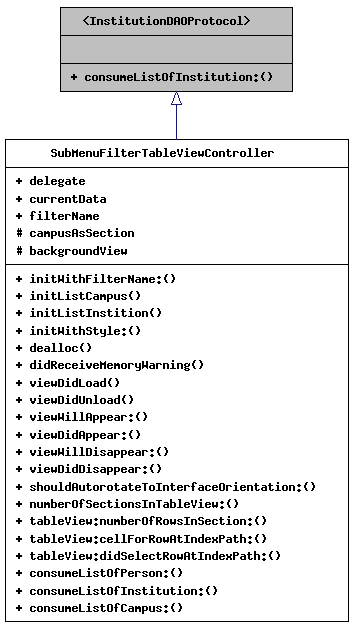 <InstitutionDAOProtocol>
+ consumeListOfInstitution:()
SubMenuFilterTableViewController
+ delegate
+ currentData
+ filterName
# campusAsSection
# backgroundView
+ initWithFilterName:()
+ initListCampus()
+ initListInstition()
+ initWithStyle:()
+ dealloc()
+ didReceiveMemoryWarning()
+ viewDidLoad()
+ viewDidUnload()
+ viewWillAppear:()
+ viewDidAppear:()
+ viewWillDisappear:()
+ viewDidDisappear:()
+ shouldAutorotateToInterfaceOrientation:()
+ numberOfSectionsInTableView:()
+ tableView:numberOfRowsInSection:()
+ tableView:cellForRowAtIndexPath:()
+ tableView:didSelectRowAtIndexPath:()
+ consumeListOfPerson:()
+ consumeListOfInstitution:()
+ consumeListOfCampus:()